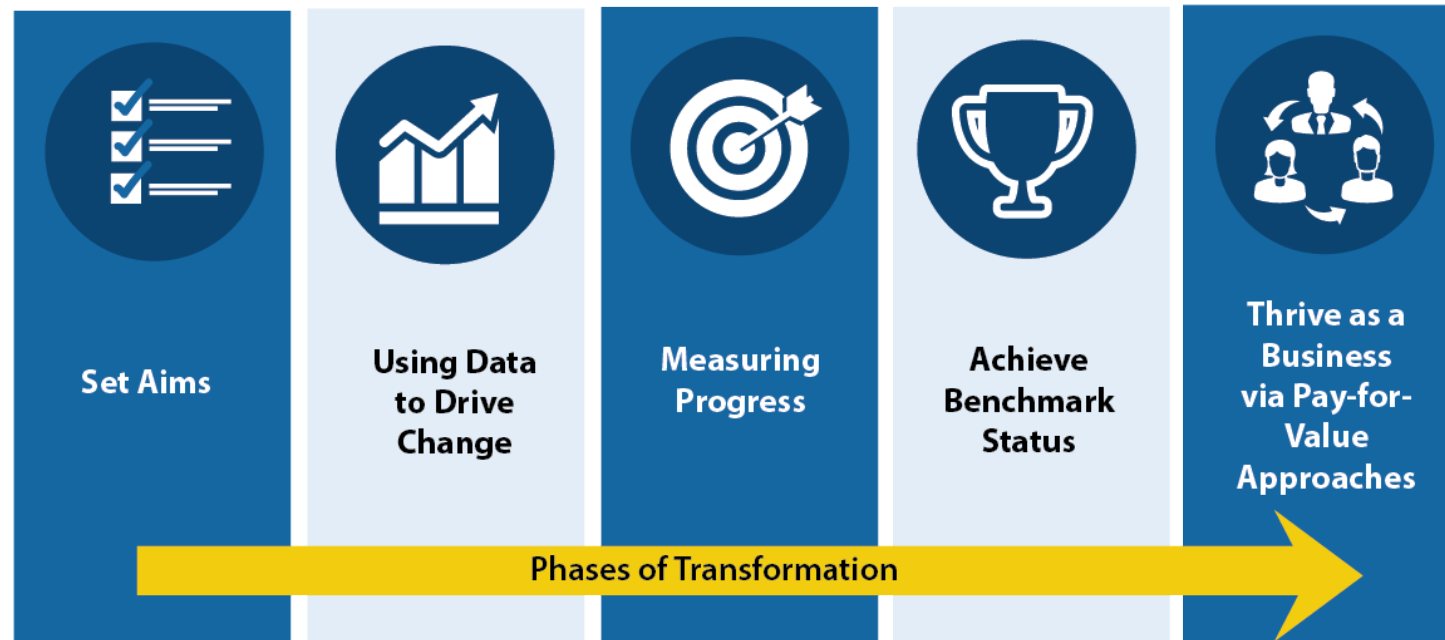 Set Aims
Using Data
to Drive
Change
Measuring
Progress
Achieve
Benchmark
Status
Thrive as a
Business
via Pay-for-
Value
Approaches
Phases of Transformation